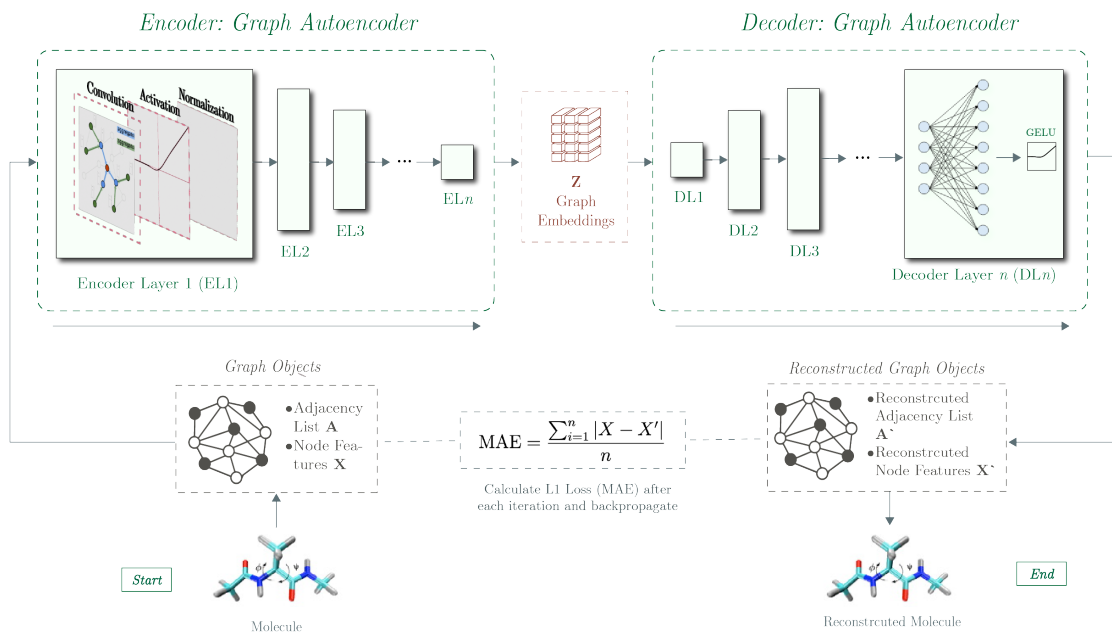 Encoder: Graph Autoencoder
Decoder: Graph Autoencoder
Convolution
Activation
Normalization
EL2
EL3
...
ELn
Encoder Layer 1 (EL1)
Z
Graph
Embeddings
DL1
DL2
DL3
...
GELU
Decoder Layer n (DLn)
Graph Objects
•Adjacency
List A
•Node Fea-
tures X
MAE = \frac{\sum_{i=1}^{n} |X − X'|}{n}
Calculate L1 Loss (MAE) after
each iteration and backpropagate
Reconstructed Graph Objects
•Reconstrcuted
Adjacency List
A`
•Reconstrcuted
Node Features X`
Start
ϕ
ψ
Molecule
ϕ
ψ
Reconstrcuted Molecule
End